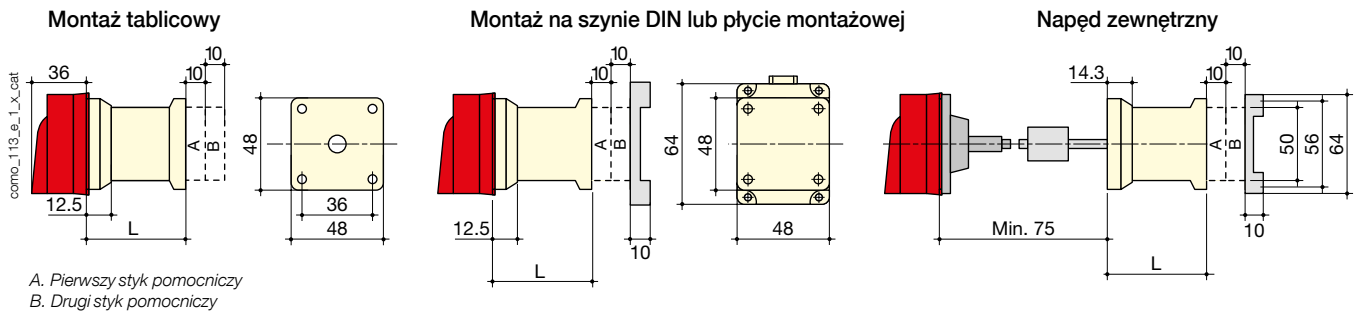 Montaż tablicowy
Montaż na szynie DIN lub płycie montażowej
Napęd zewnętrzny
como_113_e_1_x_cat
36
10
10
A
B
12.5
L
48
36
48
10
10
A
B
12.5
L
10
64
48
48
14.3
10
10
A
B
50
56
64
10
Min. 75
L
A. Pierwszy styk pomocniczy
B. Drugi styk pomocniczy